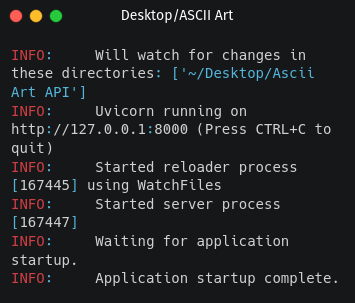 Desktop/ASCII Art
INFO:     Will watch for changes in
these directories: ['~/Desktop/Ascii
Art API']
INFO:     Uvicorn running on
http://127.0.0.1:8000 (Press CTRL+C to
quit)
INFO:     Started reloader process
[167445] using WatchFiles
INFO:     Started server process
[167447]
INFO:     Waiting for application
startup.
INFO:     Application startup complete.